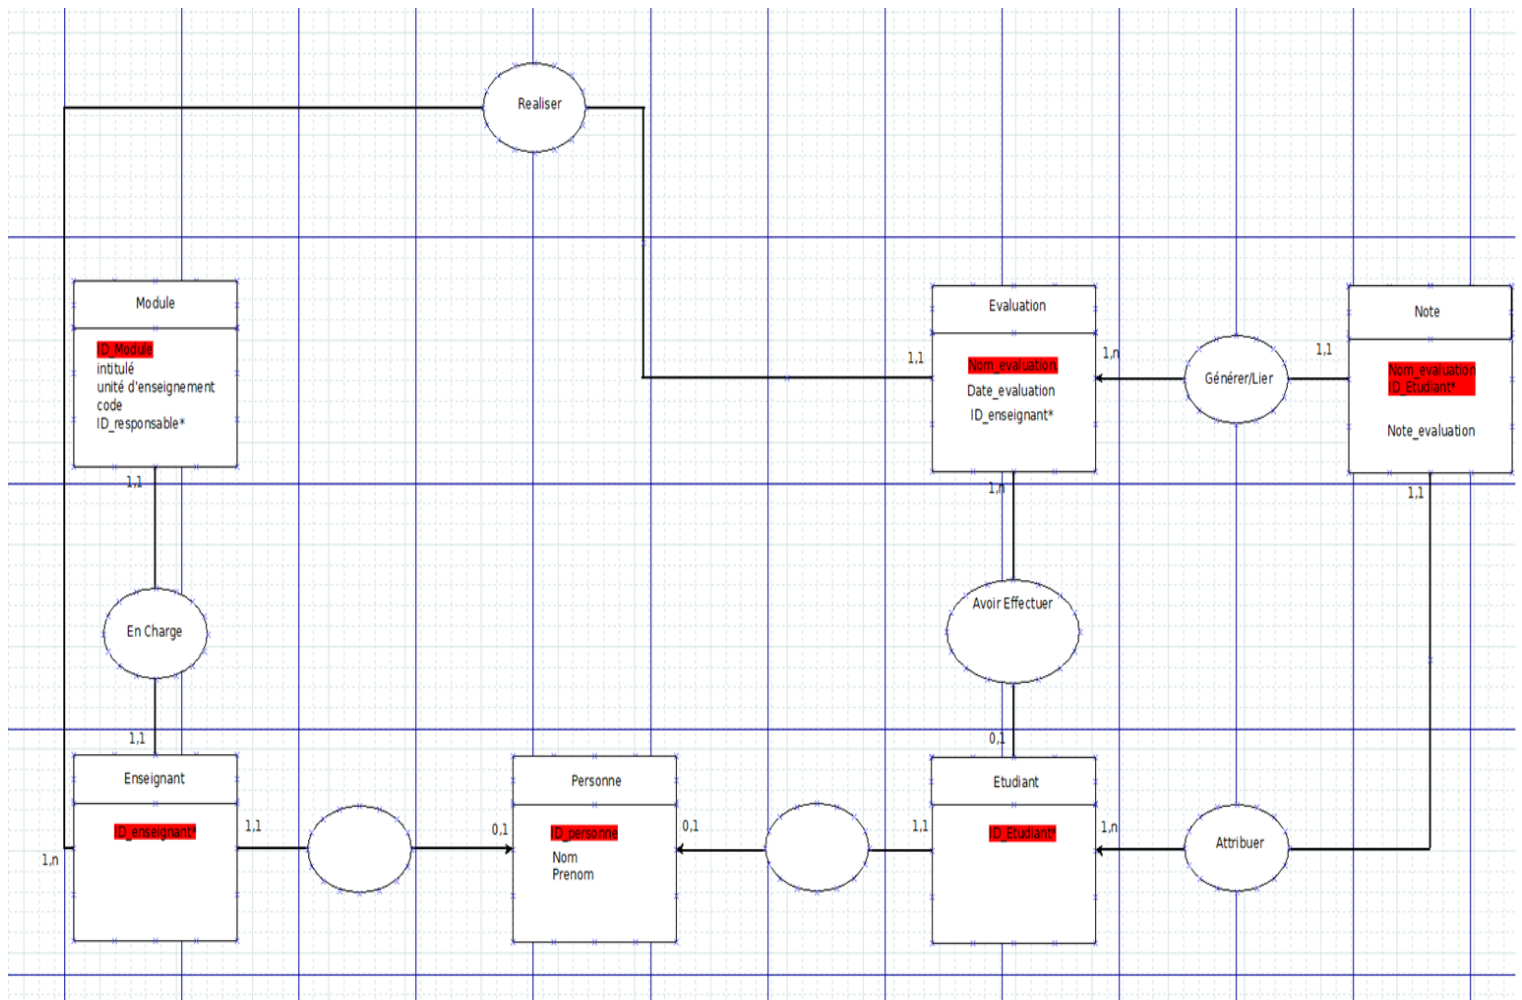 Realiser
Module
ID_Module
intitulé
unité d'enseignement
code
ID_responsable*
1,1
Evaluation
Nom_evaluation
Date_evaluation
ID_enseignant*
1,1
1,n
1,n
Générer/Lier
1,1
Note
Nom_evaluation
ID_Etudiant*
Note_evaluation
1,1
En Charge
Avoir Effectuer
1,1
0,1
Enseignant
ID_enseignant*
1,n
1,1
0,1
Personne
ID_personne
Nom
Prenom
0,1
1,1
Etudiant
ID_Etudiant*
1,n
Attribuer